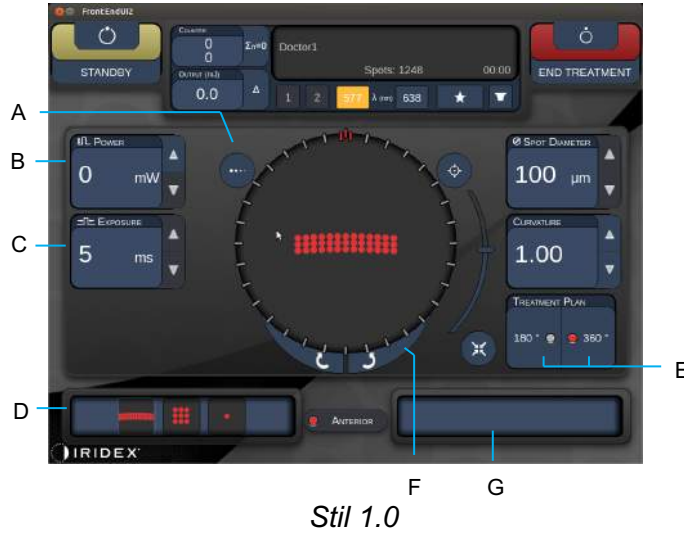 FrontEndUI2
STANDBY
COUNTER
0
0
Σn=0
OUTPUT (mJ)
0.0
Δ
Doctor1
Spots: 1248 00:00
1 2 577 λ (nm) 638
END TREATMENT
A
B
POWER
0 mW
C
EXPOSURE
5 ms
SPOT DIAMETER
100 µm
CURVATURE
1.00
TREATMENT PLAN
180 ° 360 °
E
D
ANTERIOR
IRIDEX
F
G
Stil 1.0